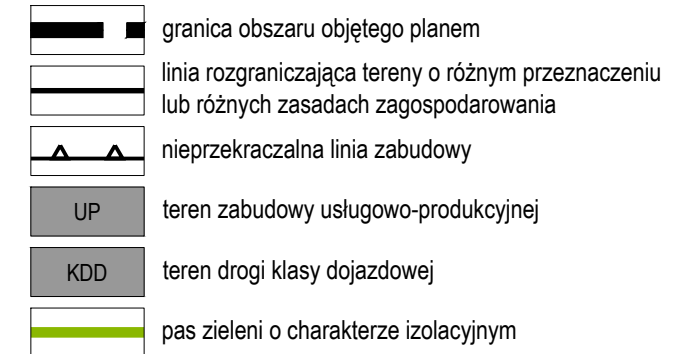 granica obszaru objętego planem
linia rozgraniczająca tereny o różnym przeznaczeniu
lub różnych zasadach zagospodarowania
nieprzekraczalna linia zabudowy
UP teren zabudowy usługowo-produkcyjnej
KDD teren drogi klasy dojazdowej
pas zieleni o charakterze izolacyjnym